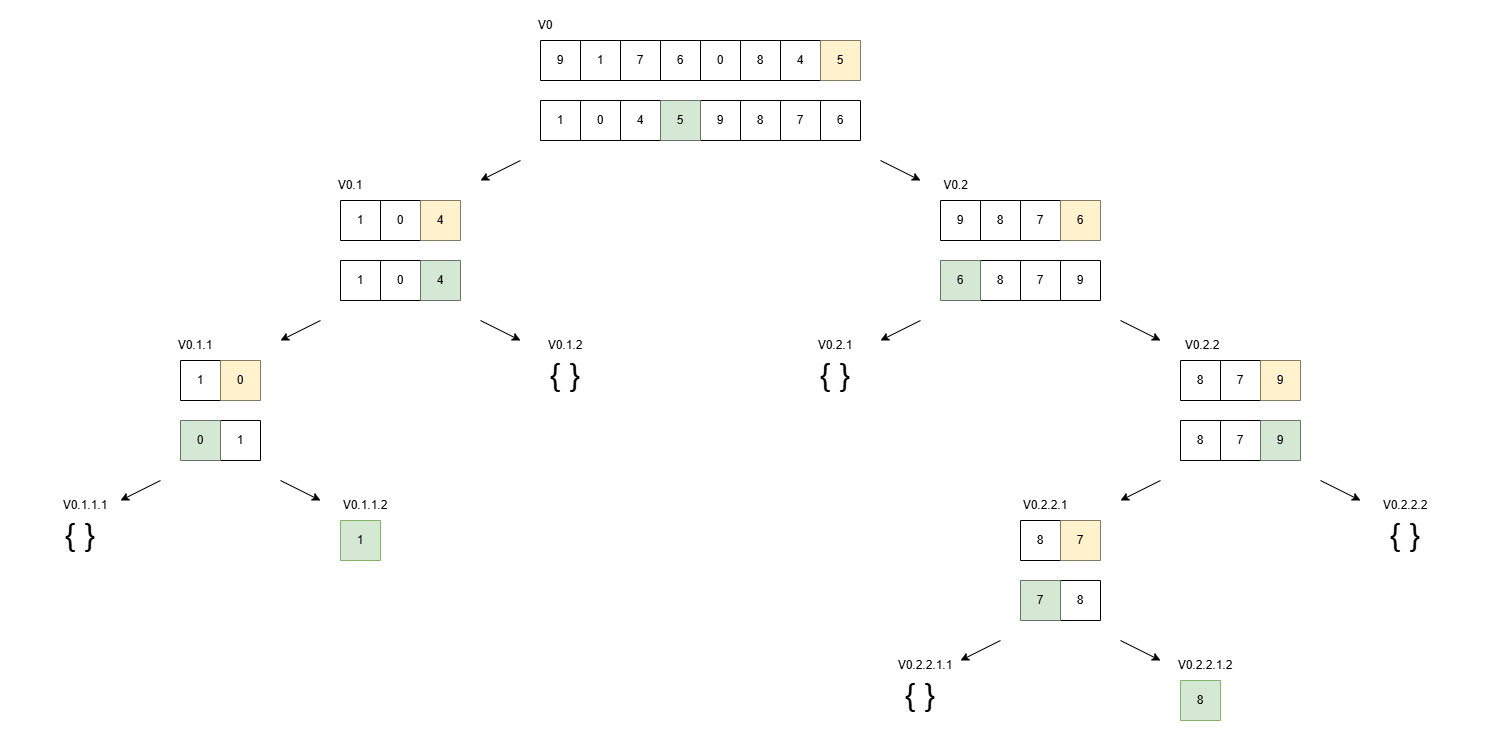 V0
9 1 7 6 0 8 4 5
1 0 4 5 9 8 7 6
V0.1
1 0 4
1 0 4
V0.2
9 8 7 6
6 8 7 9
V0.1.1
1 0
0 1
V0.1.2
{ }
V0.2.1
{ }
V0.2.2
8 7 9
8 7 9
V0.1.1.1
{ }
V0.1.1.2
1
V0.2.2.1
8 7
7 8
V0.2.2.2
{ }
V0.2.2.1.1
{ }
V0.2.2.1.2
8